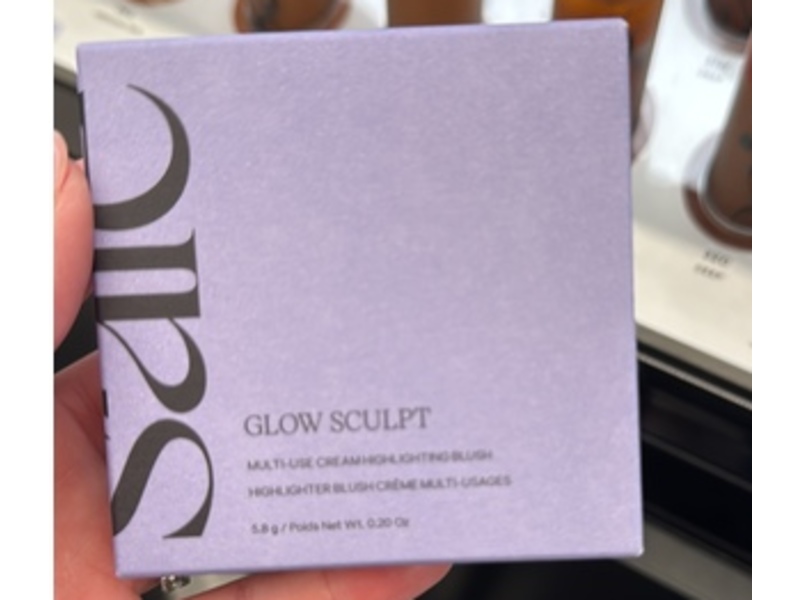 saie
GLOW SCULPT
MULTI-USE CREAM HIGHLIGHTING BLUSH
HIGHLIGHTER BLUSH CRÈME MULTI-USAGES
5.8 g / Poids Net Wt. 0.20 Oz